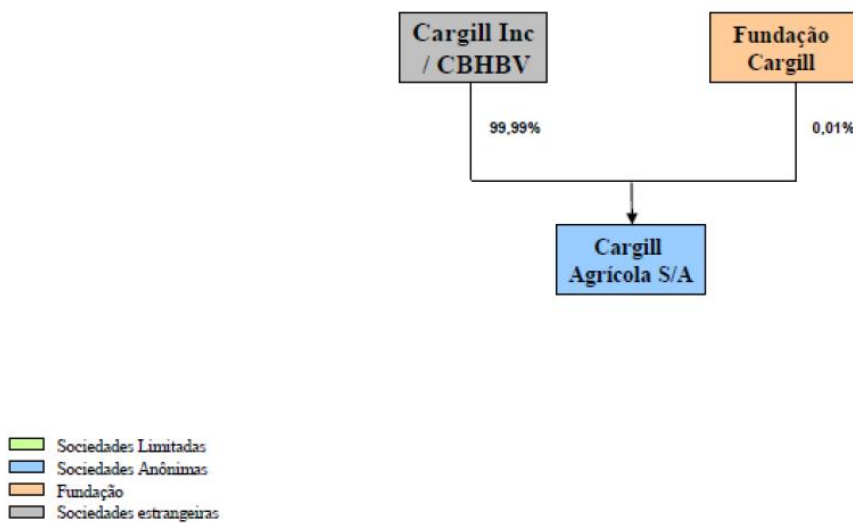 Cargill Inc
/ CBHBV
Fundação
Cargill
99,99%
0,01%
Cargill
Agrícola S/A
Sociedades Limitadas
Sociedades Anônimas
Fundação
Sociedades estrangeiras